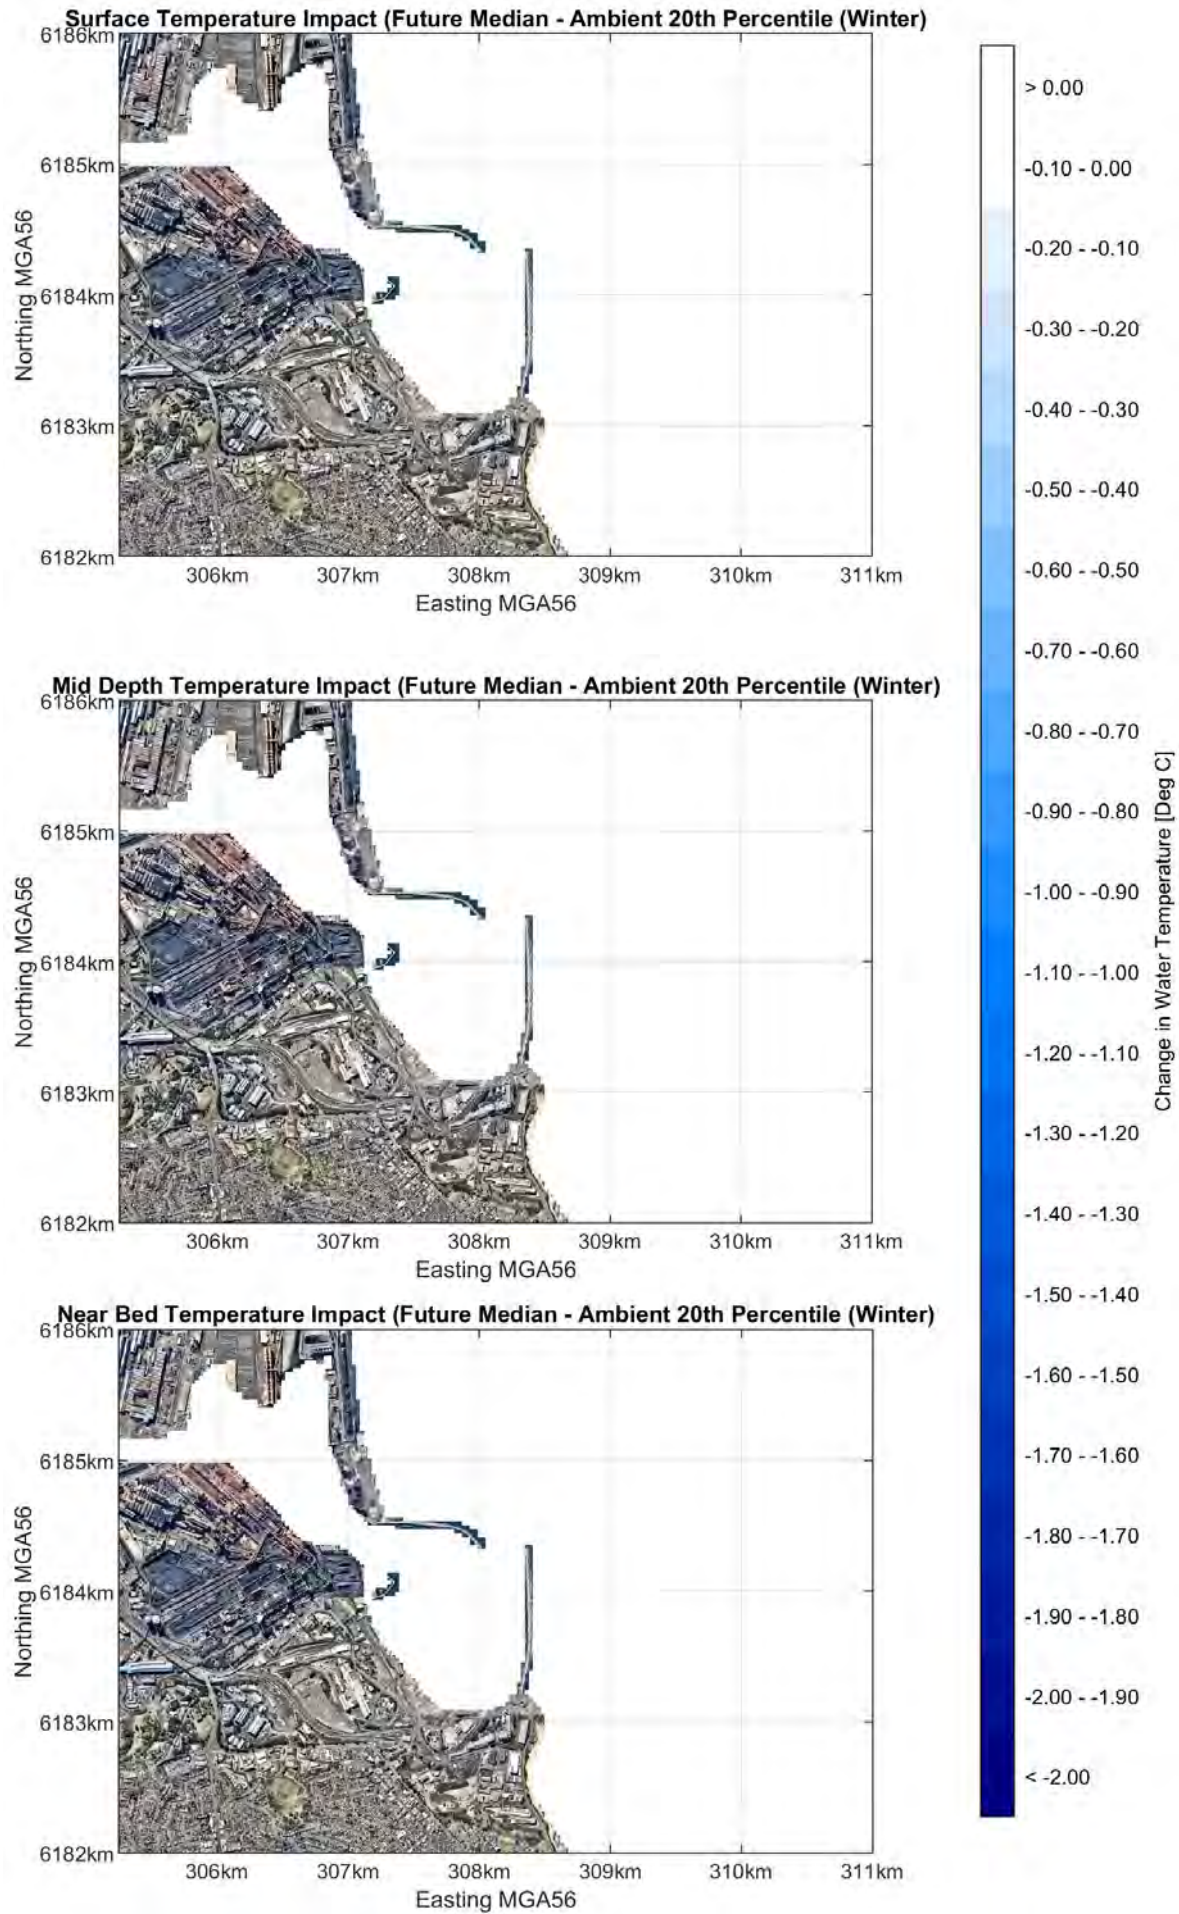 Surface Temperature Impact (Future Median - Ambient 20th Percentile (Winter)
6186km
6185km
6184km
6183km
6182km
Northing MGA56
306km 307km 308km 309km 310km 311km
Easting MGA56
Mid Depth Temperature Impact (Future Median - Ambient 20th Percentile (Winter)
6186km
6185km
6184km
6183km
6182km
Northing MGA56
306km 307km 308km 309km 310km 311km
Easting MGA56
Near Bed Temperature Impact (Future Median - Ambient 20th Percentile (Winter)
6186km
6185km
6184km
6183km
6182km
Northing MGA56
306km 307km 308km 309km 310km 311km
Easting MGA56
> 0.00
-0.10 - 0.00
-0.20 - -0.10
-0.30 - -0.20
-0.40 - -0.30
-0.50 - -0.40
-0.60 - -0.50
-0.70 - -0.60
-0.80 - -0.70
-0.90 - -0.80
-1.00 - -0.90
-1.10 - -1.00
-1.20 - -1.10
-1.30 - -1.20
-1.40 - -1.30
-1.50 - -1.40
-1.60 - -1.50
-1.70 - -1.60
-1.80 - -1.70
-1.90 - -1.80
-2.00 - -1.90
< -2.00
Change in Water Temperature [Deg C]